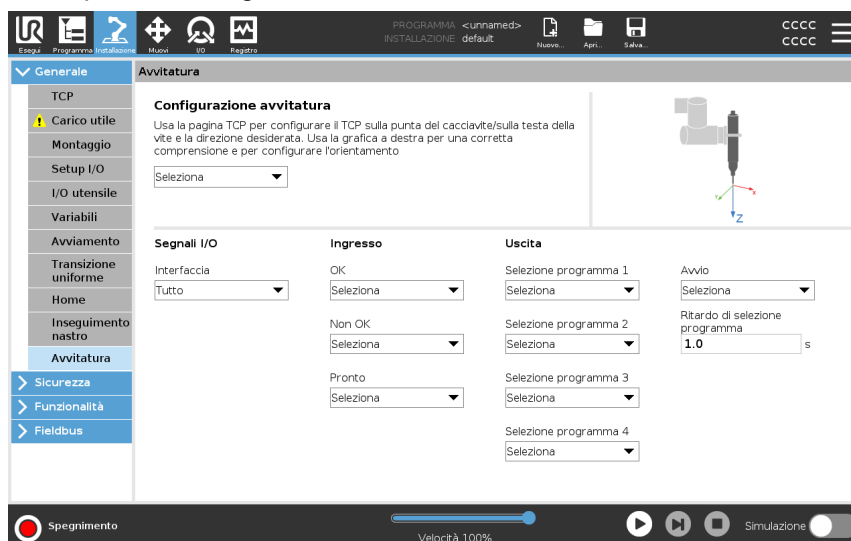 UR
PROGRAMMA <unnamed>
INSTALLAZIONE default
Esegui
Programma
Installazione
Muovi
I/O
Registro
Nuovo...
Apri...
Salva...
CCCC
CCCC
Generale
TCP
Carico utile
Montaggio
Setup I/O
I/O utensile
Variabili
Avviamento
Transizione
uniforme
Home
Inseguimento
nastro
Avvitatura
Sicurezza
Funzionalità
Fieldbus
Avvitatura
Configurazione avvitatura
Usa la pagina TCP per configurare il TCP sulla punta del cacciavite/sulla testa della
vite e la direzione desiderata. Usa la grafica a destra per una corretta
comprensione e per configurare l'orientamento
Seleziona
Y
X
Z
Segnali I/O
Interfaccia
Tutto
Ingresso
OK
Seleziona
Non OK
Seleziona
Pronto
Seleziona
Uscita
Selezione programma 1
Seleziona
Selezione programma 2
Seleziona
Selezione programma 3
Seleziona
Selezione programma 4
Seleziona
Avvio
Seleziona
Ritardo di selezione
programma
1.0 s
Spegnimento
Velocità 100%
Simulazione